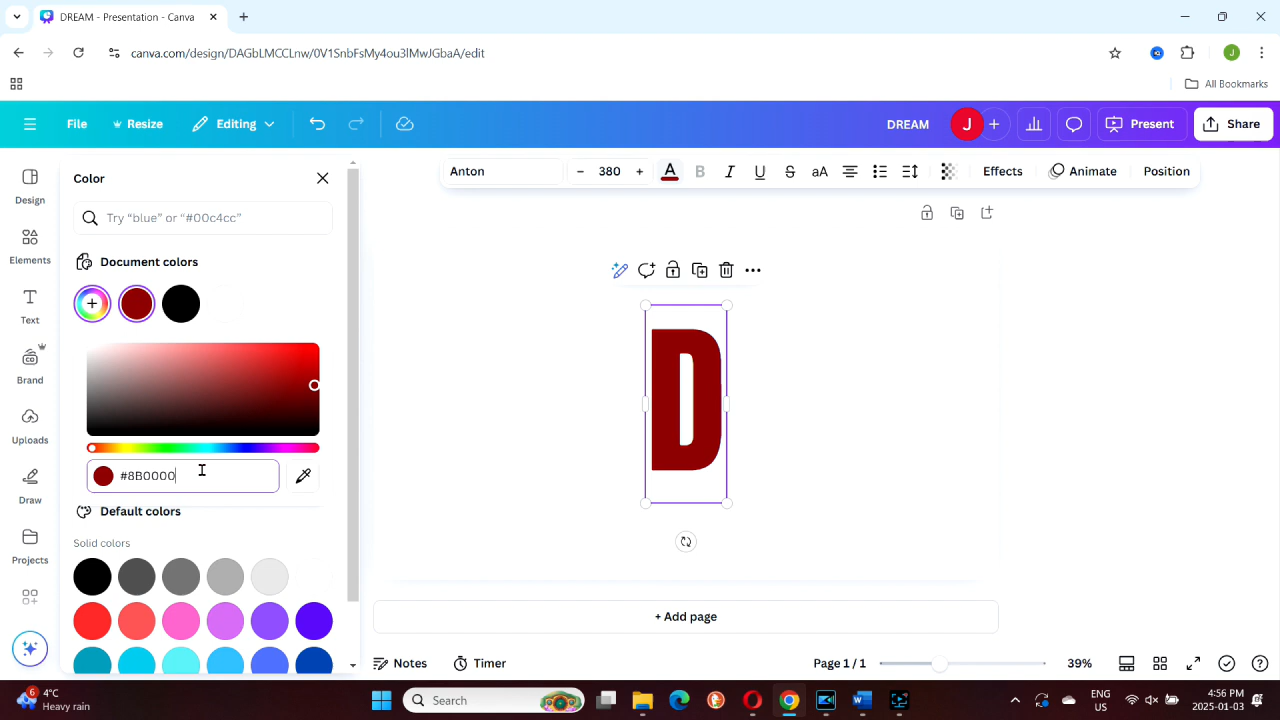 DREAM - Presentation - Canva
canva.com/design/DAGbLMCCLnw/0V1SnbFsMy4ou3lMwJGbaA/edit
All Bookmarks
File Resize Editing DREAM J Present Share
Design
Elements
Text
Brand
Uploads
Draw
Projects
Color
Try “blue” or “#00c4cc”
Document colors
#8B0000
Default colors
Solid colors
Anton 380 A B I U S aA Effects Animate Position
D
+ Add page
Notes Timer Page 1 / 1 39%
6 4°C
Heavy rain
Search
ENG
US
4:56 PM
2025-01-03